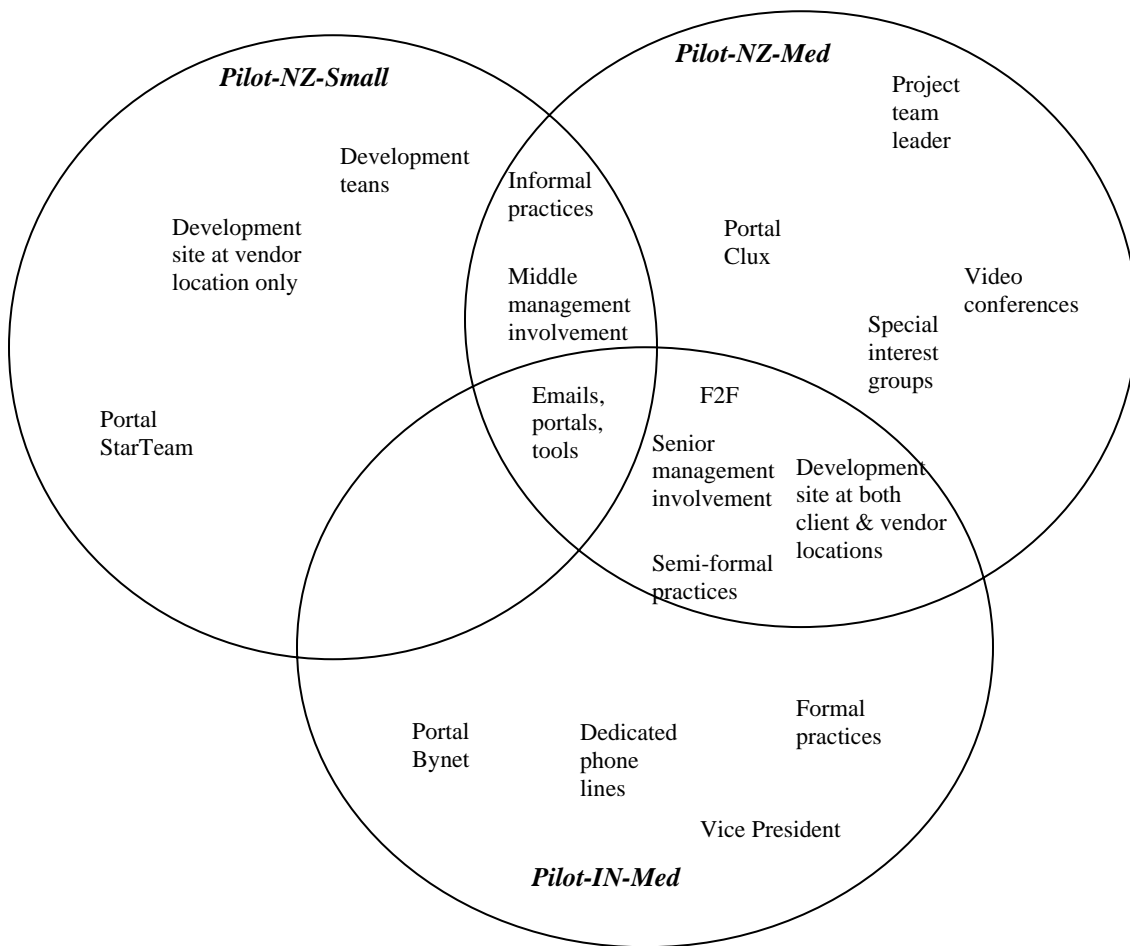 Pilot-NZ-Small
Pilot-NZ-Med
Project
team
leader
Development
teans
Informal
practices
Development
site at vendor
location only
Portal
Clux
Middle
management
involvement
Video
conferences
Special
interest
groups
Portal
StarTeam
Emails,
portals,
tools
F2F
Senior
management
involvement
Development
site at both
client & vendor
locations
Semi-formal
practices
Portal
Bynet
Dedicated
phone
lines
Formal
practices
Vice President
Pilot-IN-Med